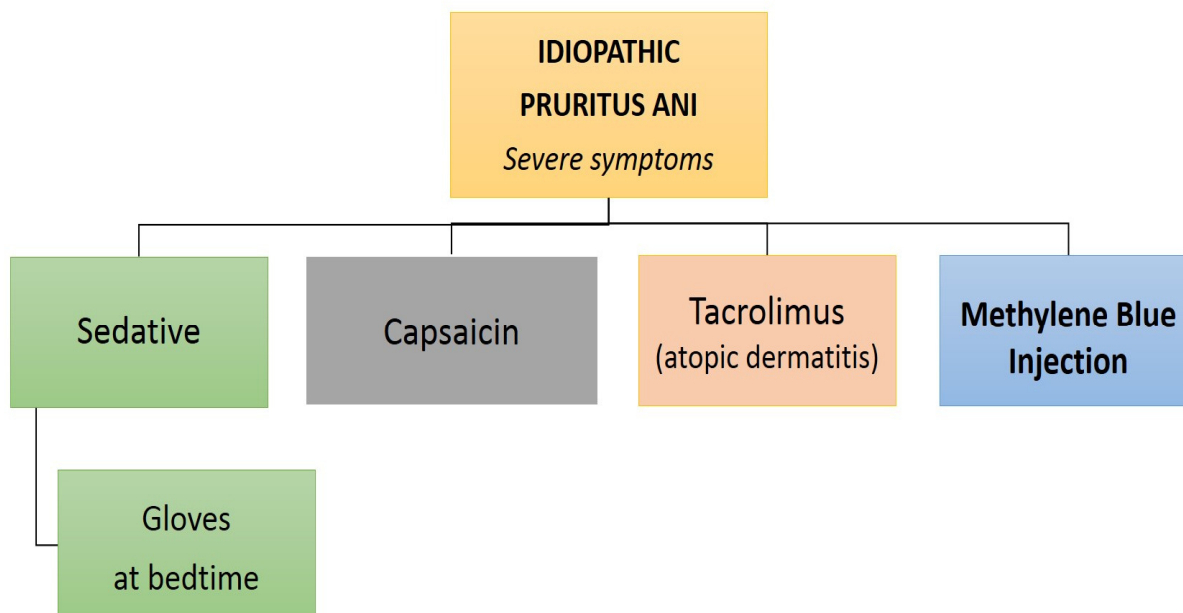 IDIOPATHIC
PRURITUS ANI
Severe symptoms
Sedative
Capsaicin
Tacrolimus
(atopic dermatitis)
Methylene Blue
Injection
Gloves
at bedtime